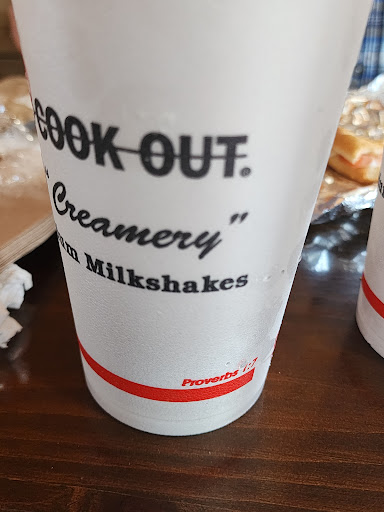 COOK OUT.®
"Creamery"
Milkshakes
Proverbs